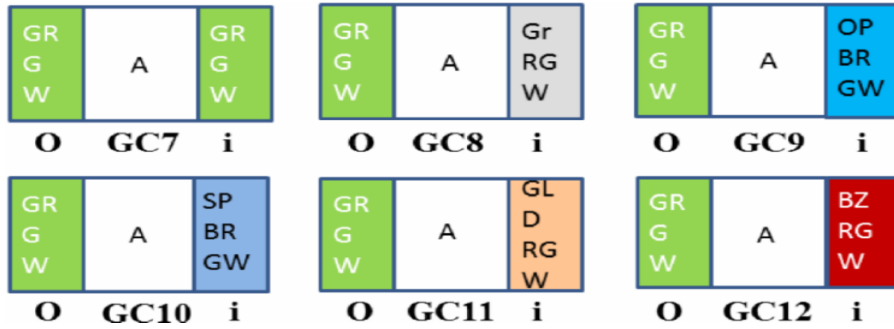 GR GR GR Gr GR OP
G A G G A RG G A BR
W W W W W GW
O GC7 i O GC8 i O GC9 i
GR SP GR GL GR BZ
G A BR G A D G A RG
W GW W RG W W
W
O GC10 i O GC11 i O GC12 i